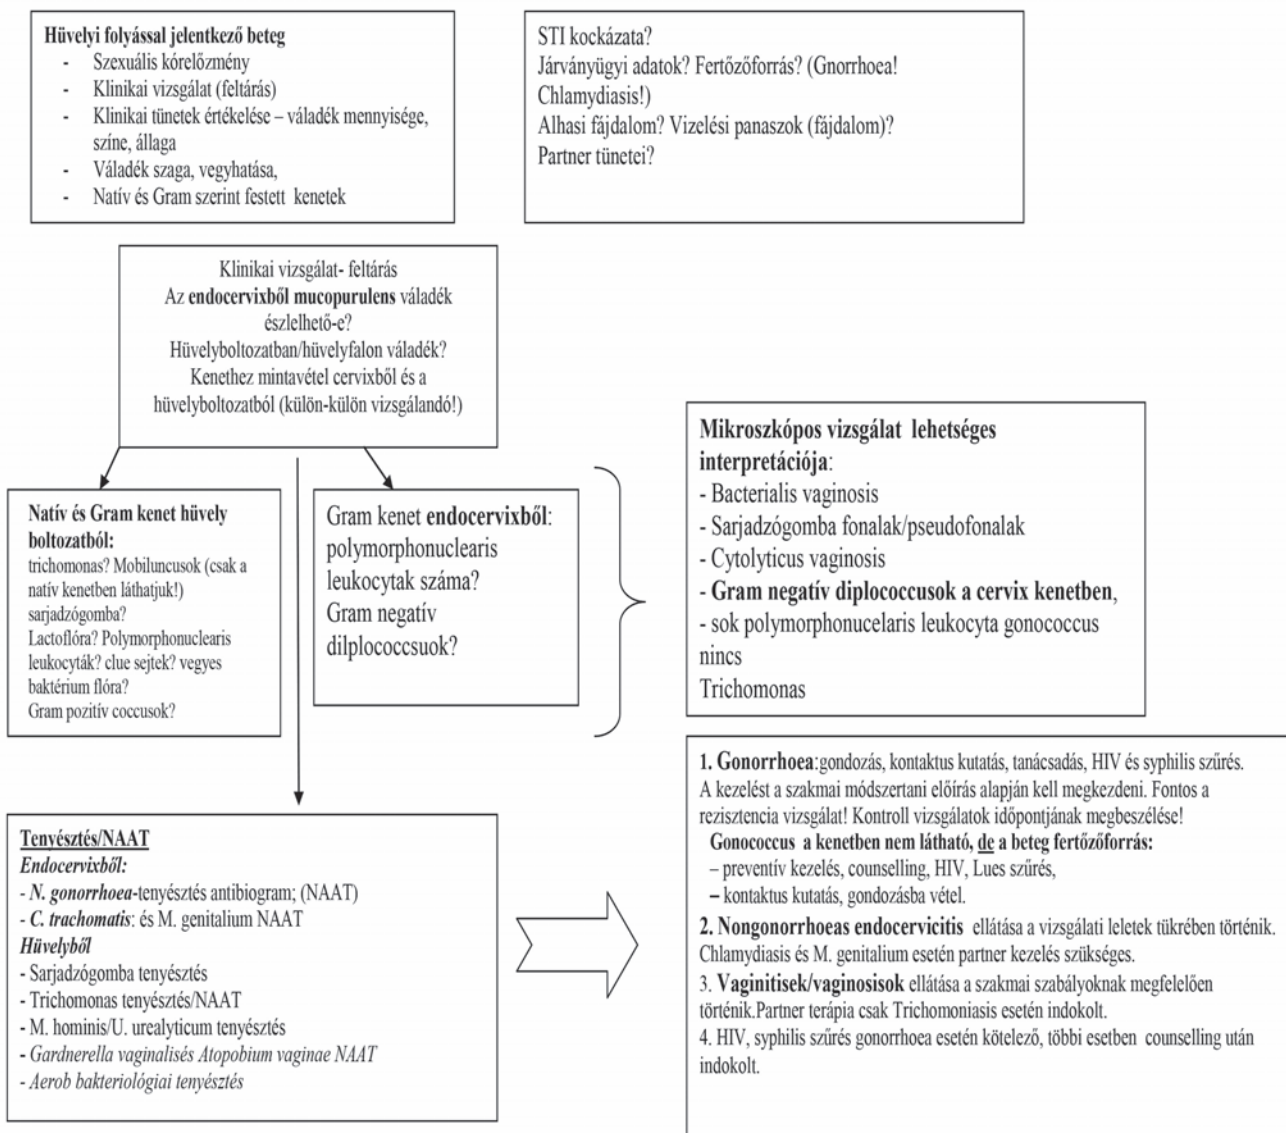 Hüvelyi folyással jelentkező beteg
- Szexuális kórelőzmény
- Klinikai vizsgálat (feltárás)
- Klinikai tünetek értékelése – váladék mennyisége,
színe, állaga
- Váladék szaga, vegyhatása,
- Natív és Gram szerint festett kenetek
STI kockázata?
Járványügyi adatok? Fertőzőforrás? (Gnorrhoea!
Chlamydiasis!)
Alhasi fájdalom? Vizelési panaszok (fájdalom)?
Partner tünetei?
Klinikai vizsgálat- feltárás
Az endocervixből mucopurulens váladék
észlelhető-e?
Hüvelyboltozatban/hüvelyfalon váladék?
Kenethez mintavétel cervixből és a
hüvelyboltozatból (külön-külön vizsgálandó!)
Natív és Gram kenet hüvely
boltozatból:
trichomonas? Mobiluncusok (csak a
natív kenetben láthatjuk!)
sarjadzógomba?
Lactoflóra? Polymorphonuclearis
leukocyták? clue sejtek? vegyes
baktérium flóra?
Gram pozitív coccusok?
Gram kenet endocervixből:
polymorphonuclearis
leukocytak száma?
Gram negatív
dilplococcsuok?
Mikroszkópos vizsgálat lehetséges
interpretációja:
- Bacterialis vaginosis
- Sarjadzógomba fonalak/pseudofonalak
- Cytolyticus vaginosis
- Gram negatív diplococcusok a cervix kenetben,
- sok polymorphonucelaris leukocyta gonococcus
nincs
Trichomonas
Tenyésztés/NAAT
Endocervixből:
- N. gonorrhoea-tenyésztés antibiogram; (NAAT)
- C. trachomatis: és M. genitalium NAAT
Hüvelyből
- Sarjadzógomba tenyésztés
- Trichomonas tenyésztés/NAAT
- M. hominis/U. urealyticum tenyésztés
- Gardnerella vaginalisés Atopobium vaginae NAAT
- Aerob bakteriológiai tenyésztés
1. Gonorrhoea:gondozás, kontaktus kutatás, tanácsadás, HIV és syphilis szűrés.
A kezelést a szakmai módszertani előírás alapján kell megkezdeni. Fontos a
rezisztencia vizsgálat! Kontroll vizsgálatok időpontjának megbeszélése!
Gonococcus a kenetben nem látható, de a beteg fertőzőforrás:
– preventív kezelés, counselling, HIV, Lues szűrés,
– kontaktus kutatás, gondozásba vétel.
2. Nongonorrhoeas endocervicitis ellátása a vizsgálati leletek tükrében történik.
Chlamydiasis és M. genitalium esetén partner kezelés szükséges.
3. Vaginitisek/vaginosisok ellátása a szakmai szabályoknak megfelelően
történik.Partner terápia csak Trichomoniasis esetén indokolt.
4. HIV, syphilis szűrés gonorrhoea esetén kötelező, többi esetben counselling után
indokolt.